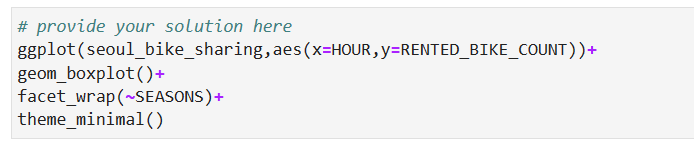 # provide your solution here
ggplot(seoul_bike_sharing,aes(x=HOUR,y=RENTED_BIKE_COUNT))+
geom_boxplot()+
facet_wrap(~SEASONS)+
theme_minimal()